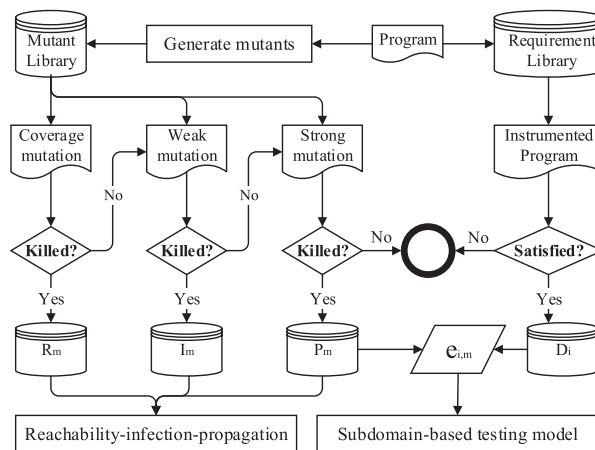 Mutant
Library
Generate mutants
Program
Requirement
Library
Coverage
mutation
Weak
mutation
Strong
mutation
Instrumented
Program
No
No
Killed?
Killed?
Killed?
No
No
Satisfied?
Yes
Yes
Yes
Yes
Rm
Im
Pm
ei,m
Di
Reachability-infection-propagation
Subdomain-based testing model